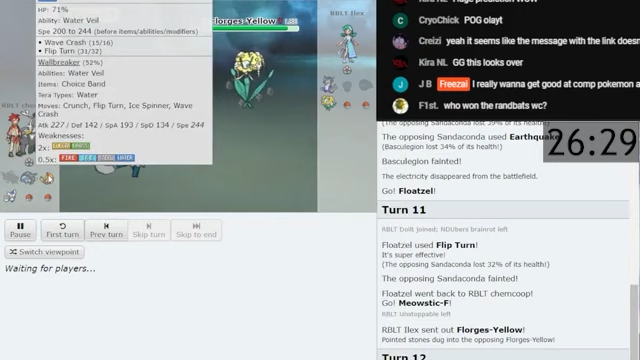 HP: 71%
Ability: Water Veil
Spe 200 to 244 (before items/abilities/modifiers)
• Wave Crash (15/16)
• Flip Turn (31/32)
Wallbreaker (52%)
Abilities: Water Veil
Items: Choice Band
Tera Types: Water
Moves: Crunch, Flip Turn, Ice Spinner, Wave
Crash
Atk 227 / Def 142 / SpA 193 / SpD 134 / Spe 244
Weaknesses:
2x:
0.5x: FIRE WATER
Florges-Yellow
RBLT Ilex
Pause
First turn
Prev turn
Skip turn
Skip to end
Switch viewpoint
Waiting for players...
Kira NL
CryoChick POG olayt
Creizi yeah it seems like the message with the link doesn
Kira NL GG this looks over
J B Freezai I really wanna get good at comp pokemon a
F1st. who won the randbats wc?
26:29
The opposing Sandaconda used Earthquake
(Basculegion lost 34% of its health!)
Basculegion fainted!
The electricity disappeared from the battlefield.
Go! Floatzel!
Turn 11
RBLT Dolt joined; NDUbers brainrot left
Floatzel used Flip Turn!
It's super effective!
(The opposing Sandaconda lost 32% of its health!)
The opposing Sandaconda fainted!
Floatzel went back to RBLT chemcoop!
Go! Meowstic-F!
RBLT Unstoppable left
RBLT Ilex sent out Florges-Yellow!
Pointed stones dug into the opposing Florges-Yellow!
Turn 12